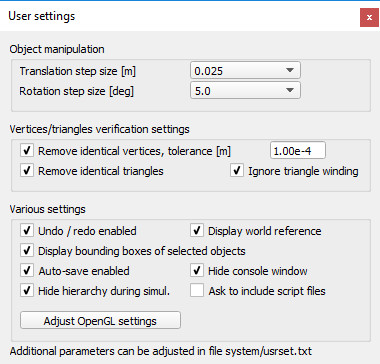 User settings
x
Object manipulation
Translation step size [m] 0.025
Rotation step size [deg] 5.0
Vertices/triangles verification settings
Remove identical vertices, tolerance [m] 1.00e-4
Remove identical triangles Ignore triangle winding
Various settings
Undo / redo enabled Display world reference
Display bounding boxes of selected objects
Auto-save enabled Hide console window
Hide hierarchy during simul. Ask to include script files
Adjust OpenGL settings
Additional parameters can be adjusted in file system/usrset.txt